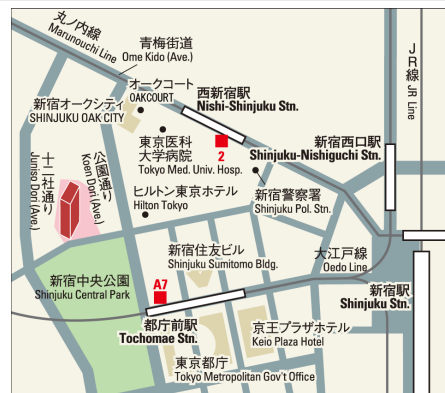 丸ノ内線
Marunouchi Line
青梅街道
Ome Kido (Ave.)
オークコート
OAKCOURT
新宿オークシティ
SHINJUKU OAK CITY
西新宿駅
Nishi-Shinjuku Stn.
JR線
JR Line
東京医科
大学病院
Tokyo Med. Univ. Hosp.
2
新宿西口駅
Shinjuku-Nishiguchi Stn.
十二社通り
Juniso Dori (Ave.)
公園通り
Koen Dori (Ave.)
ヒルトン東京ホテル
Hilton Tokyo
新宿警察署
Shinjuku Pol. Stn.
新宿住友ビル
Shinjuku Sumitomo Bldg.
大江戸線
Oedo Line
新宿中央公園
Shinjuku Central Park
A7
新宿駅
Shinjuku Stn.
都庁前駅
Tochomae Stn.
京王プラザホテル
Keio Plaza Hotel
東京都庁
Tokyo Metropolitan Gov't Office